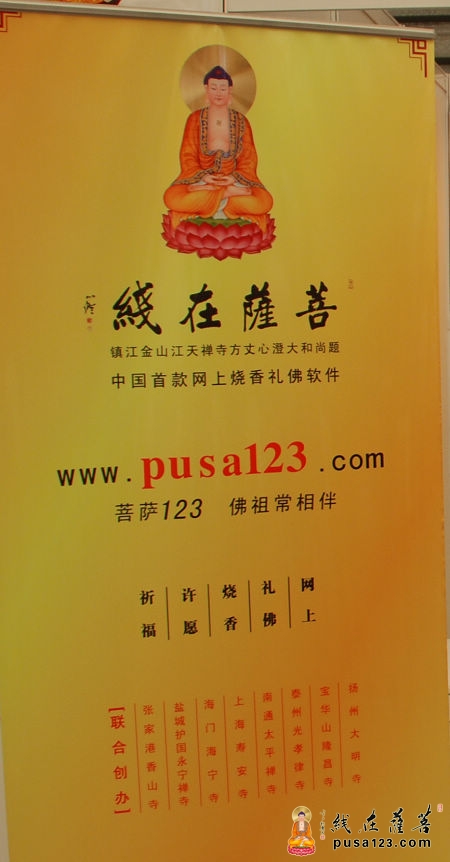 菩薩在綫
镇江金山江天禅寺方丈心澄大和尚题
中国首款网上烧香礼佛软件
www.pusa123.com
菩萨123 佛祖常相伴
网上
礼佛
烧香
许愿
祈福
扬州大明寺
宝华山隆昌寺
泰州光孝律寺
南通太平禅寺
上海寿安寺
海门海宁寺
盐城护国永宁禅寺
张家港香山寺
[联合创办]
菩薩在綫
pusa123.com